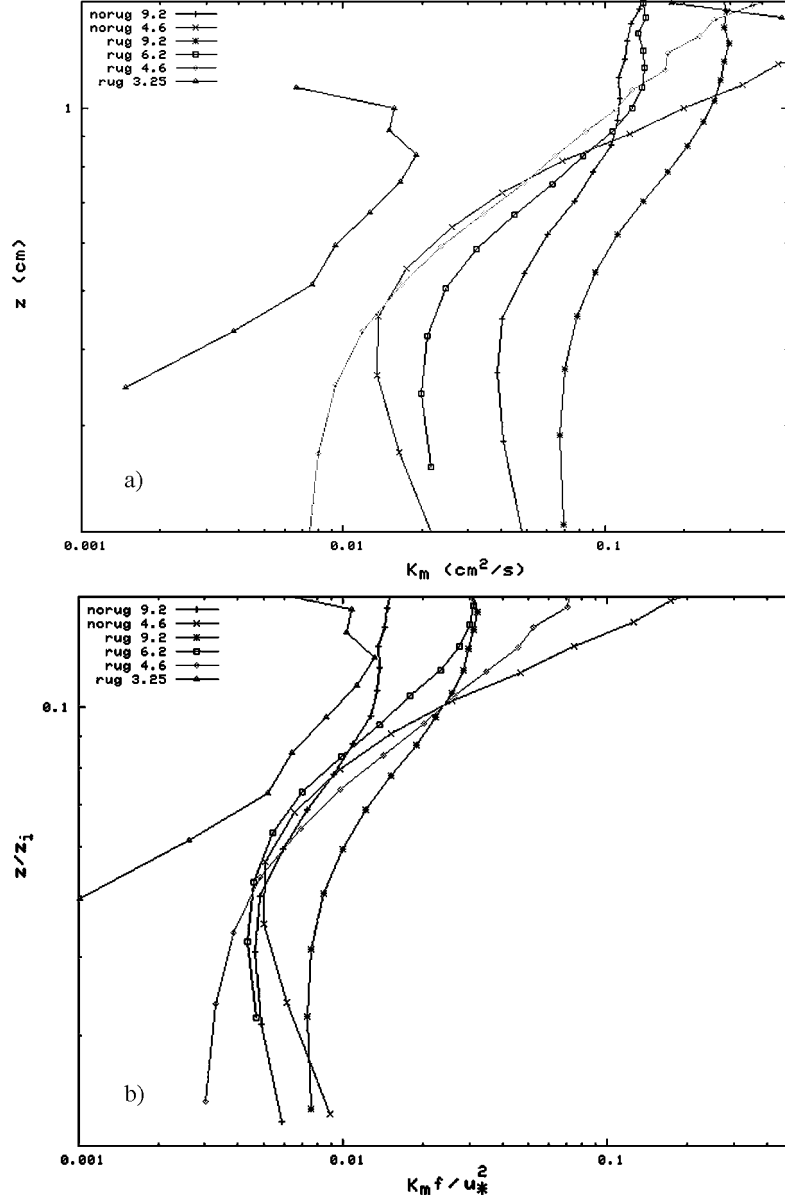 norug 9.2
norug 4.6
rug 9.2
rug 6.2
rug 4.6
rug 3.25
1
z (cm)
a)
0.001
0.01
0.1
K_m (cm^2/s)
norug 9.2
norug 4.6
rug 9.2
rug 6.2
rug 4.6
rug 3.25
0.1
z/z_i
b)
0.001
0.01
0.1
K_m f/u_*^2